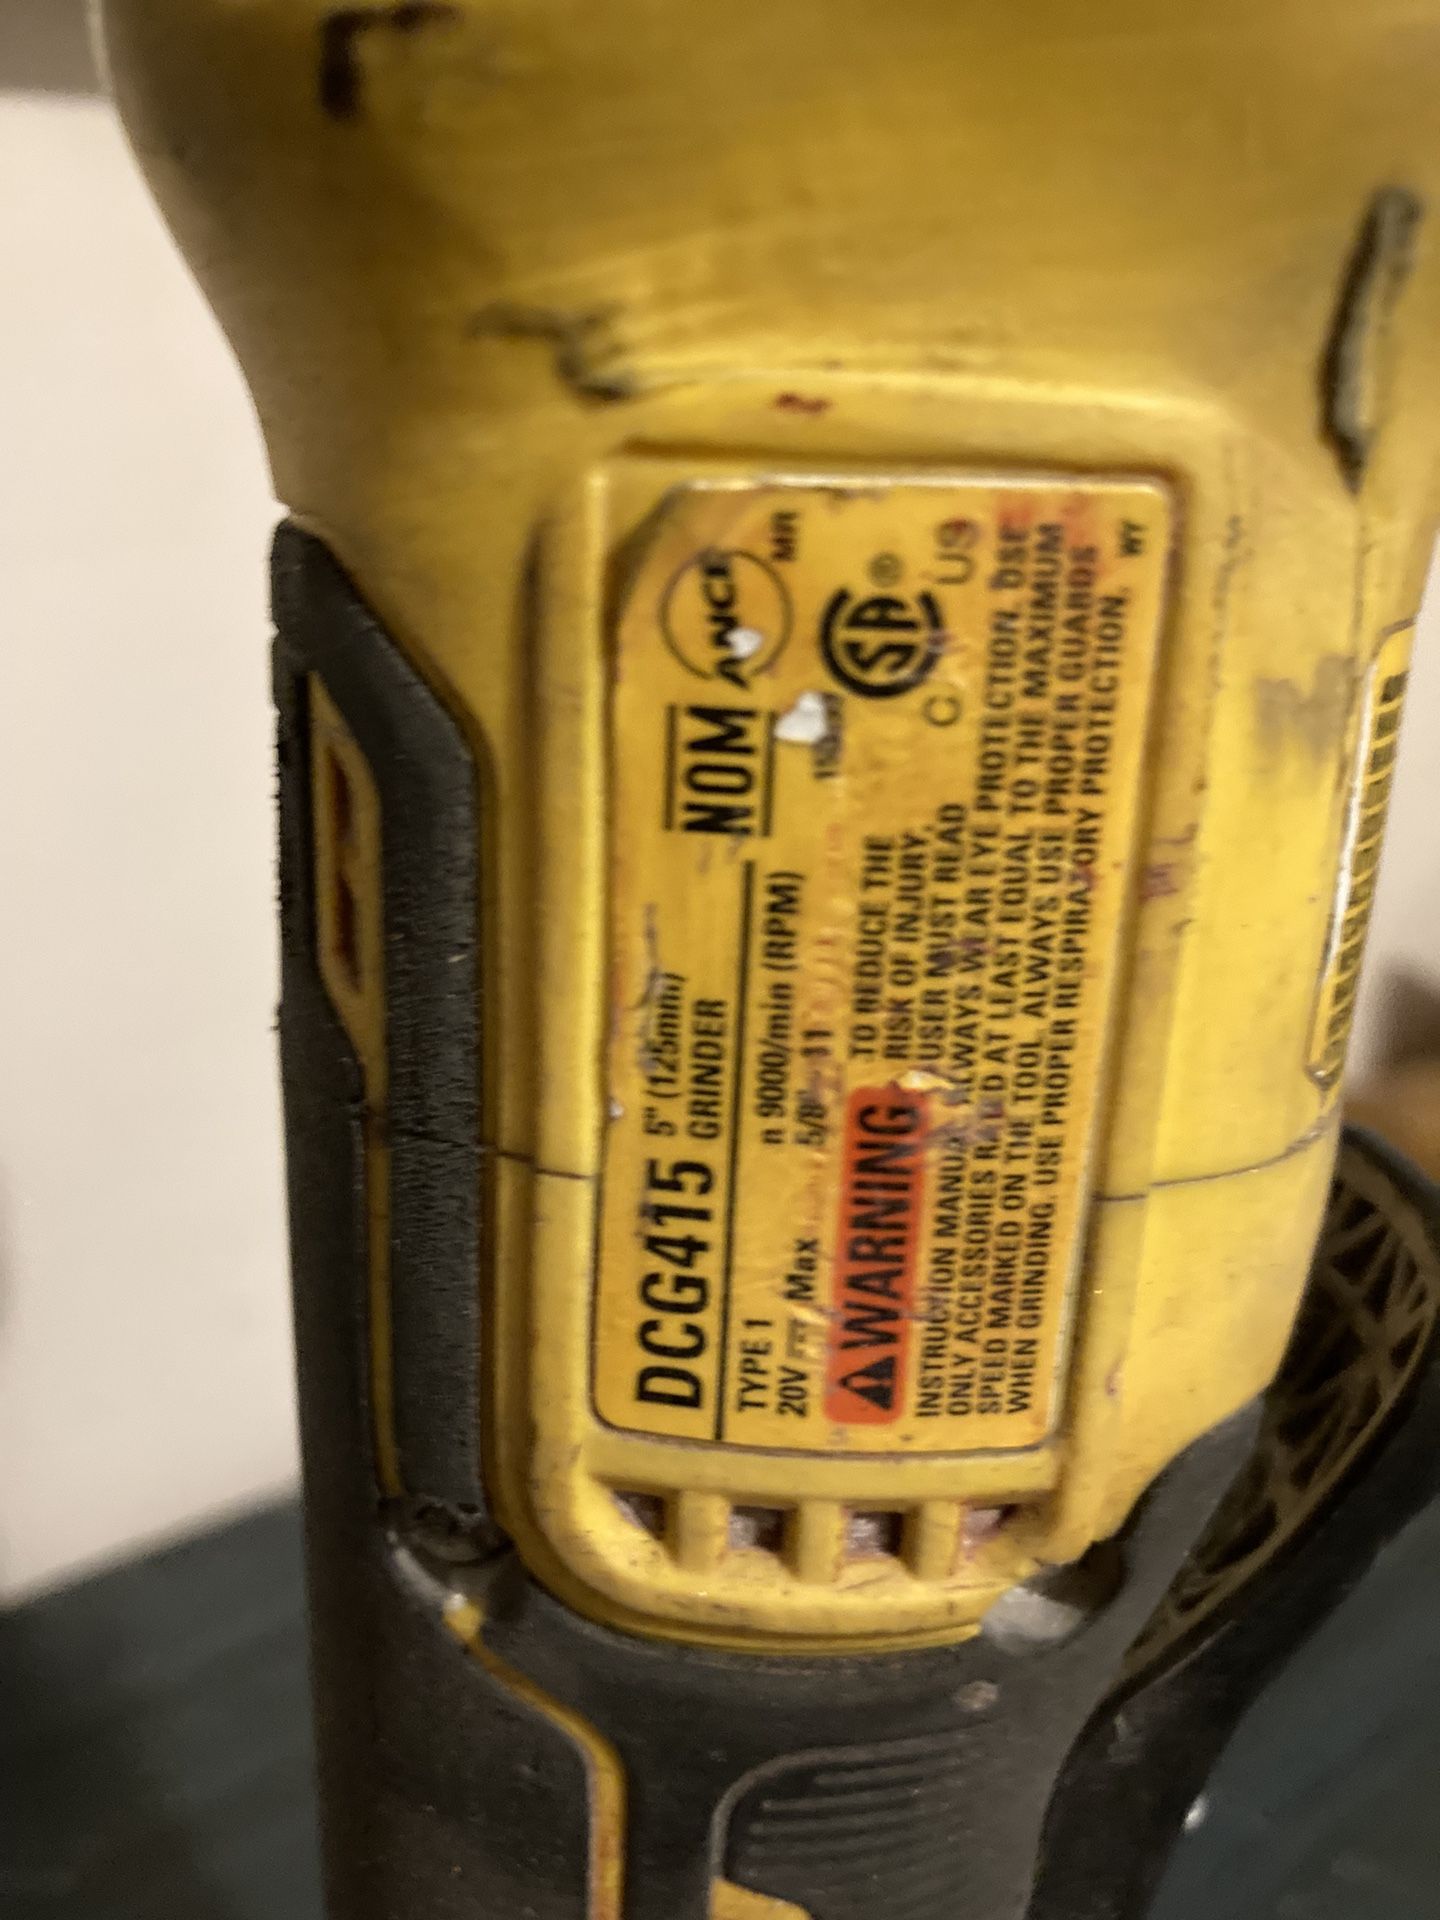 DCG415 5" (125mm)
GRINDER
NOM ANCE MR
TYPE 1 n 9000/min (RPM)
20V Max 5/8" - 11
SA ®
C US
WARNING TO REDUCE THE
RISK OF INJURY,
USER MUST READ
INSTRUCTION MANUAL. ALWAYS WEAR EYE PROTECTION. USE
ONLY ACCESSORIES RATED AT LEAST EQUAL TO THE MAXIMUM
SPEED MARKED ON THE TOOL. ALWAYS USE PROPER GUARDS
WHEN GRINDING. USE PROPER RESPIRATORY PROTECTION. WY